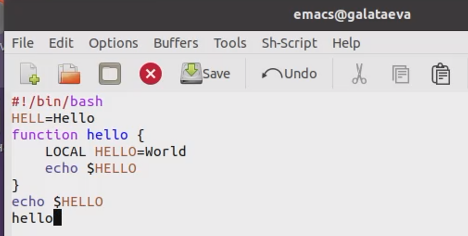 emacs@galataeva
File Edit Options Buffers Tools Sh-Script Help
Save Undo
#!/bin/bash
HELL=Hello
function hello {
    LOCAL HELLO=World
    echo $HELLO
}
echo $HELLO
hello